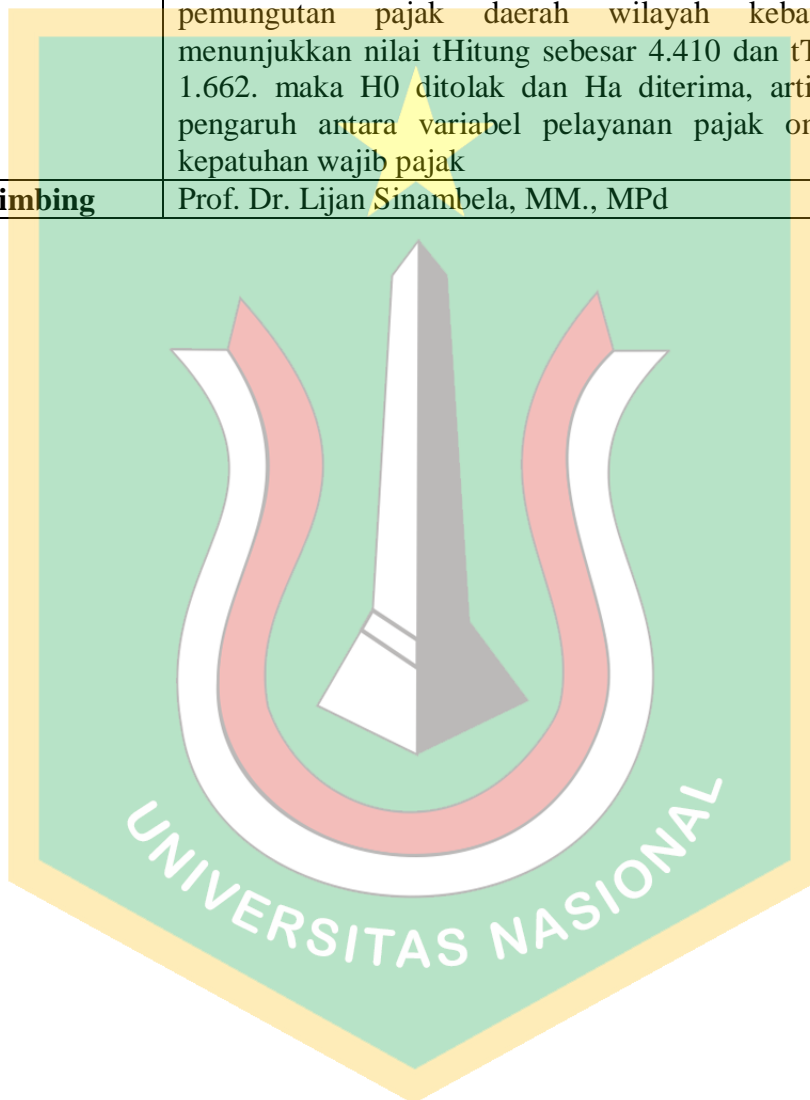 pemungutan pajak daerah wilayah keba
menunjukkan nilai tHitung sebesar 4.410 dan tT
1.662. maka H0 ditolak dan Ha diterima, arti
pengaruh antara variabel pelayanan pajak on
kepatuhan wajib pajak
imbing Prof. Dr. Lijan Sinambela, MM., MPd
UNIVERSITAS NASIONAL